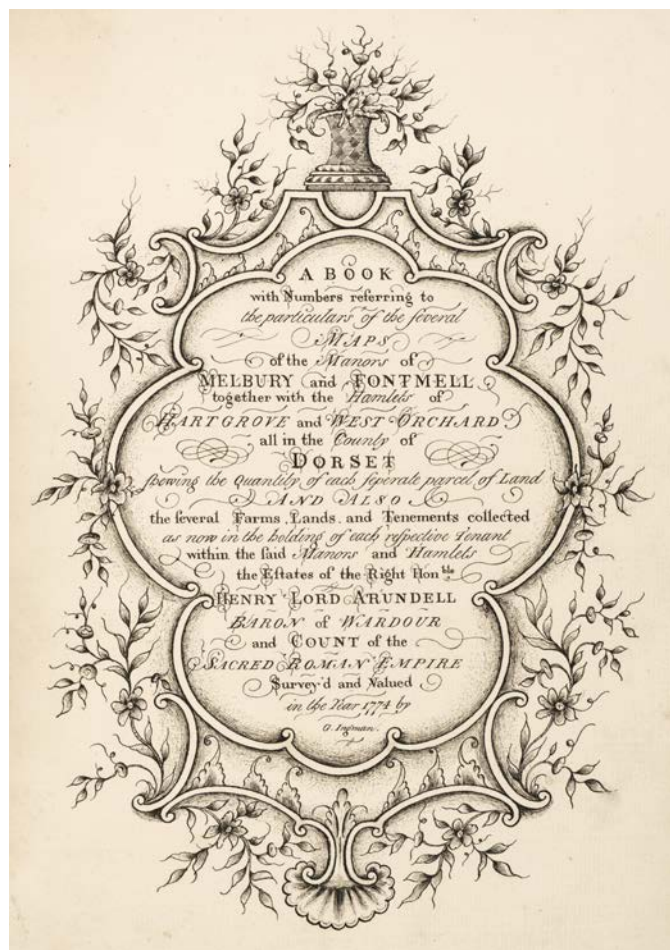 A BOOK
with Numbers referring to
the particulars of the ſeveral
MAPS
of the Manors of
MELBURY and FONTMELL
together with the Hamlets of
HARTGROVE and WEST ORCHARD
all in the County of
DORSET
ſhewing the Quantity of each ſeperate parcel of Land
AND ALSO
the ſeveral Farms, Lands, and Tenements collected
as now in the holding of each reſpective Tenant
within the ſaid Manors and Hamlets
the Eſtates of the Right Hon.ble
HENRY LORD ARUNDELL
BARON of WARDOUR
and COUNT of the
SACRED ROMAN EMPIRE
Survey'd and Valued
in the Year 1774 by
G. Ingman.